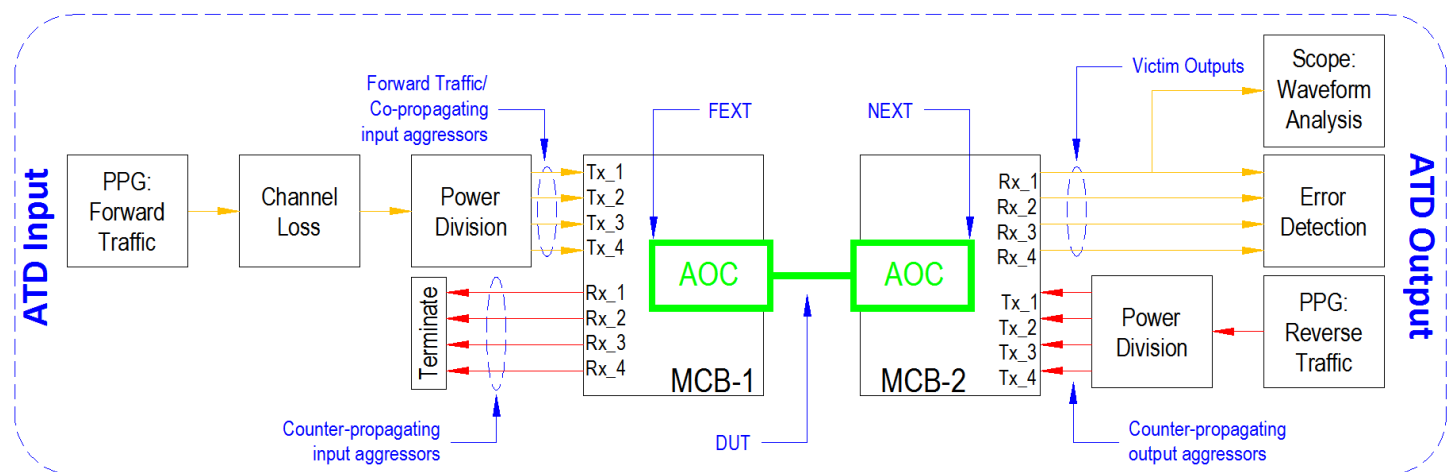 ATD Input
PPG:
Forward
Traffic
Channel
Loss
Power
Division
Forward Traffic/
Co-propagating
input aggressors
Tx_1
Tx_2
Tx_3
Tx_4
Rx_1
Rx_2
Rx_3
Rx_4
Terminate
Counter-propagating
input aggressors
MCB-1
FEXT
AOC
DUT
NEXT
AOC
MCB-2
Rx_1
Rx_2
Rx_3
Rx_4
Tx_1
Tx_2
Tx_3
Tx_4
Victim Outputs
Scope:
Waveform
Analysis
Error
Detection
Power
Division
PPG:
Reverse
Traffic
Counter-propagating
output aggressors
ATD Output